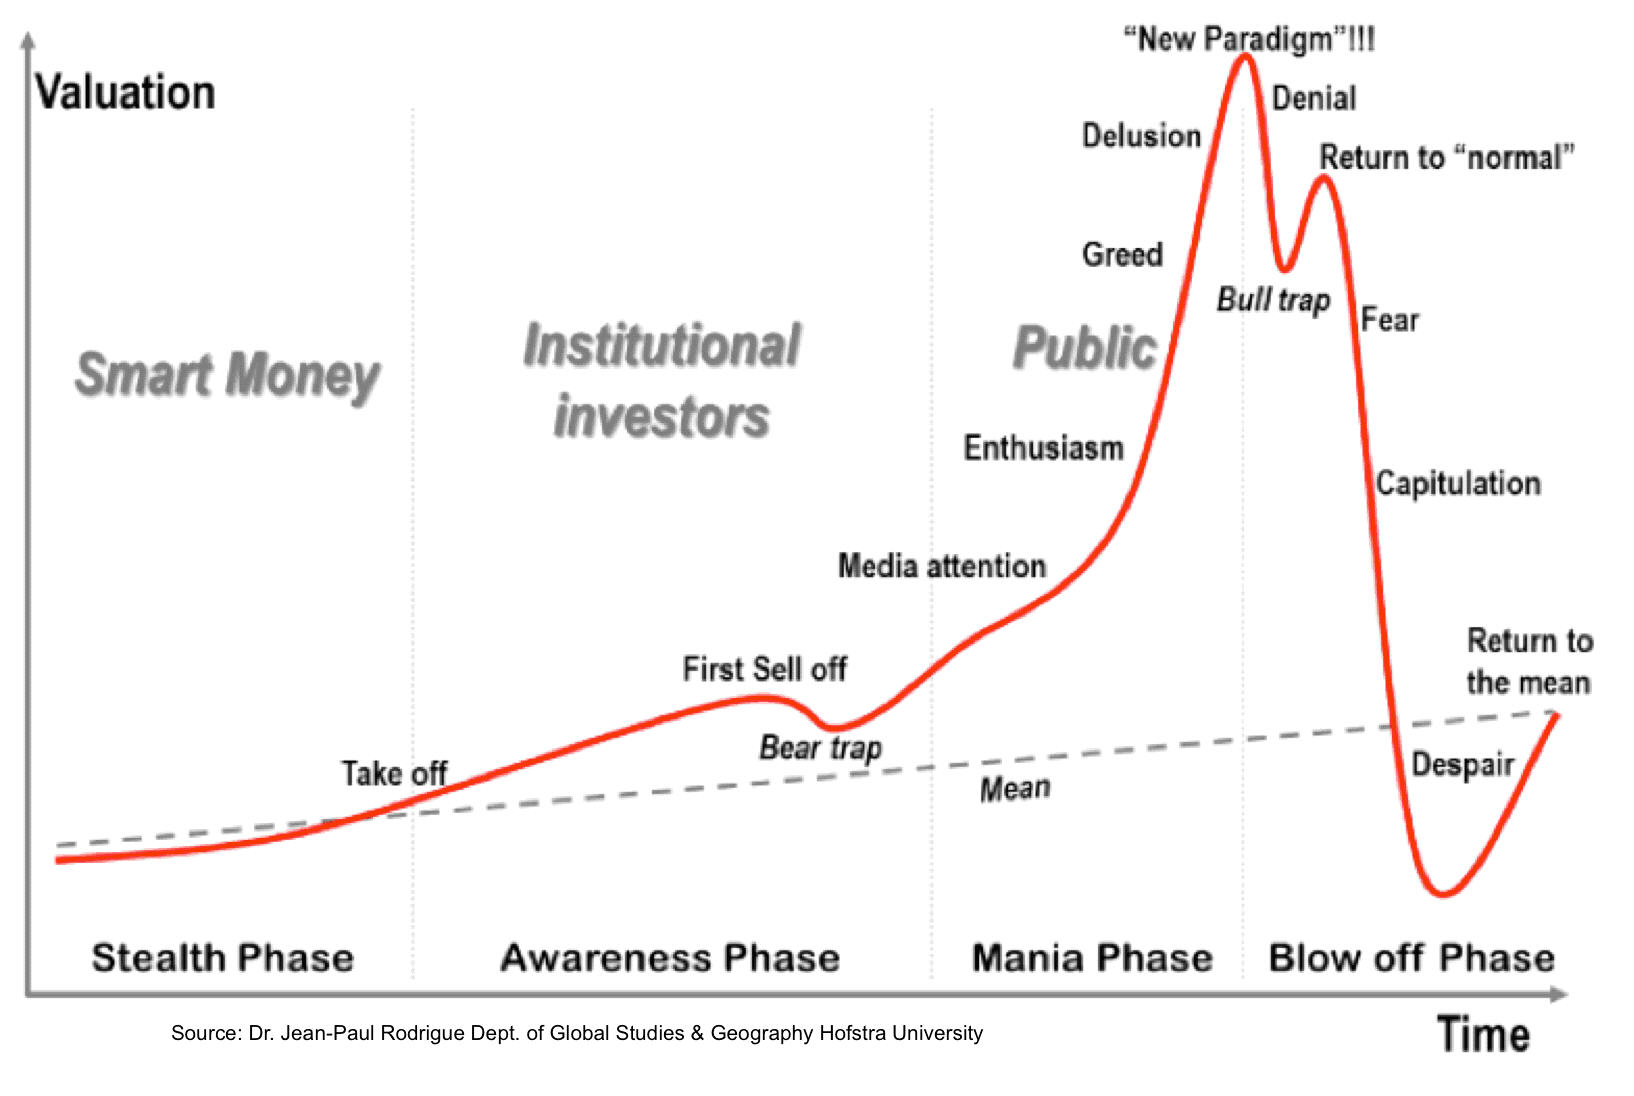 “New Paradigm”!!!
Valuation
Denial
Delusion
Return to “normal”
Greed
Bull trap
Fear
Smart Money
Institutional
investors
Public
Enthusiasm
Capitulation
Media attention
First Sell off
Return to
the mean
Bear trap
Take off
Mean
Despair
Stealth Phase
Awareness Phase
Mania Phase
Blow off Phase
Source: Dr. Jean-Paul Rodrigue Dept. of Global Studies & Geography Hofstra University
Time